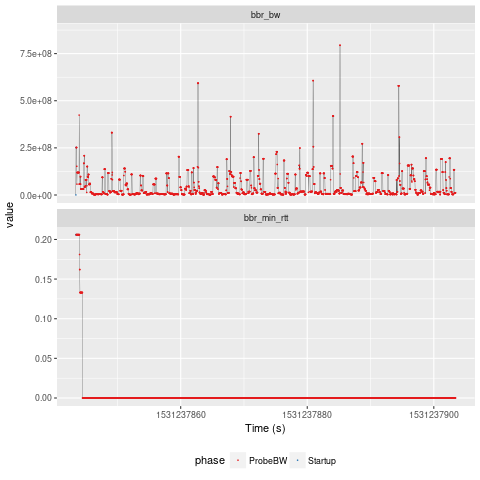 bbr_bw
7.5e+08
5.0e+08
2.5e+08
0.0e+00
value
bbr_min_rtt
0.20
0.15
0.10
0.05
0.00
1531237860 1531237880 1531237900
Time (s)
phase ProbeBW Startup